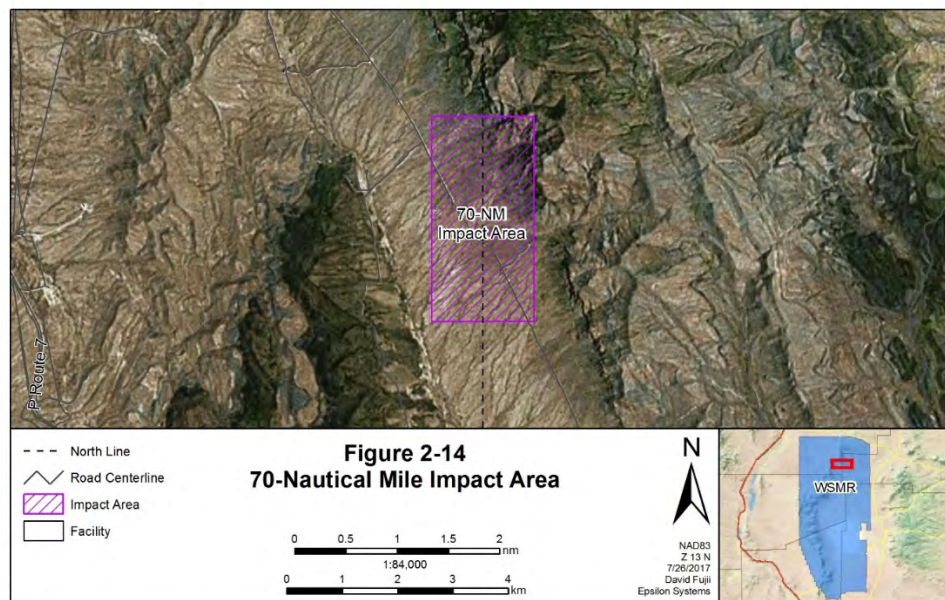 70-NM
Impact Area
P Route 7
North Line
Road Centerline
Impact Area
Facility
Figure 2-14
70-Nautical Mile Impact Area
0 0.5 1 1.5 2
nm
1:84,000
0 1 2 3 4
km
N
NAD83
Z 13 N
7/26/2017
David Fujii
Epsilon Systems
WSMR